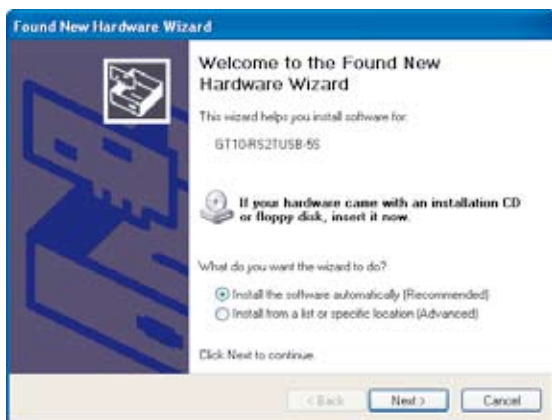 Found New Hardware Wizard
Welcome to the Found New
Hardware Wizard
This wizard helps you install software for:
GT10-RS2TUSB-5S
If your hardware came with an installation CD
or floppy disk, insert it now.
What do you want the wizard to do?
Install the software automatically (Recommended)
Install from a list or specific location (Advanced)
Click Next to continue.
< Back
Next >
Cancel